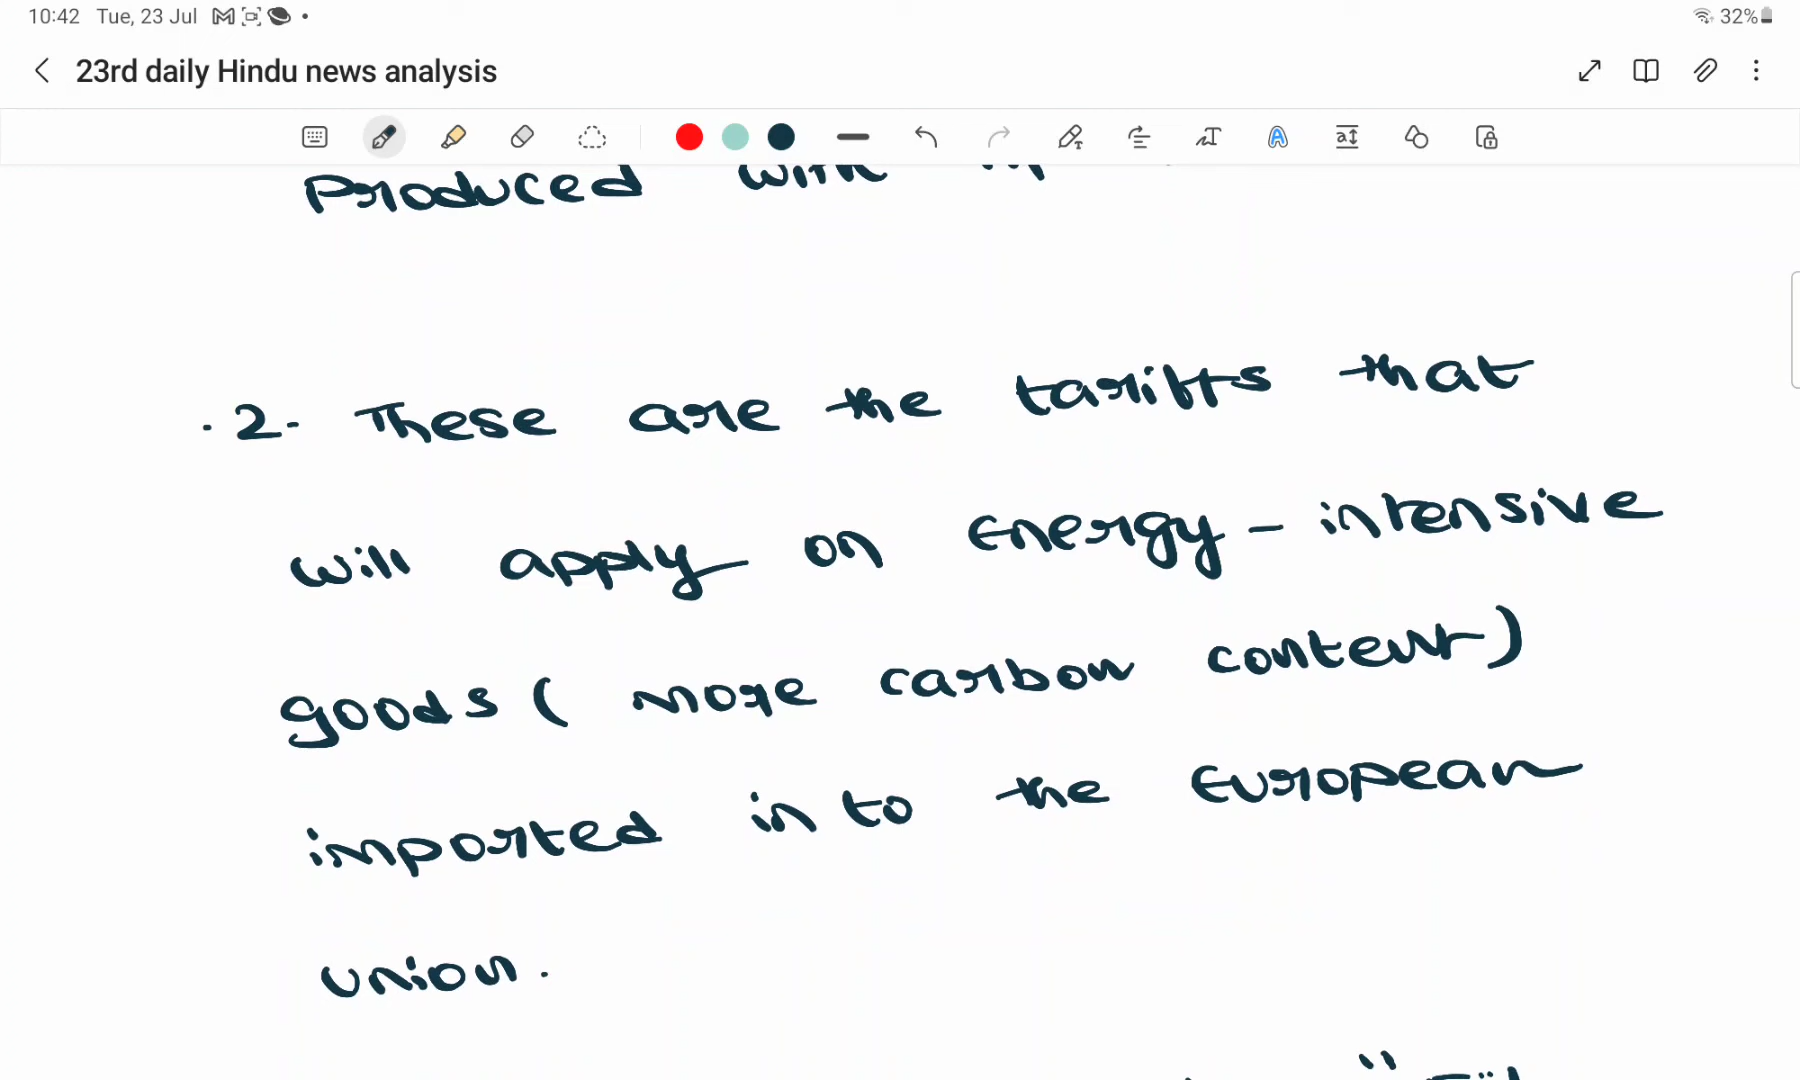 10:42 Tue, 23 Jul 32%
23rd daily Hindu news analysis
Produced with
.2. These are the tariffs that
will apply on Energy - intensive
goods ( more carbon content)
imported in to the European
union.